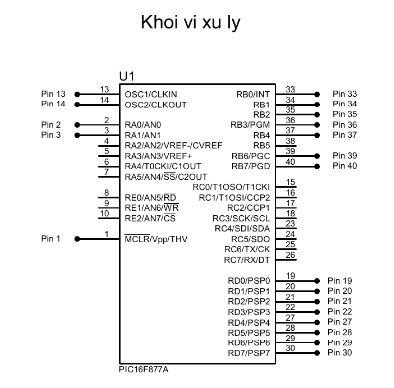 Khoi vi xu ly
U1
Pin 13 13 OSC1/CLKIN RB0/INT 33 Pin 33
Pin 14 14 OSC2/CLKOUT RB1 34 Pin 34
RB2 35 Pin 35
Pin 2 2 RA0/AN0 RB3/PGM 36 Pin 36
Pin 3 3 RA1/AN1 RB4 37 Pin 37
4 RA2/AN2/VREF-/CVREF RB5 38
5 RA3/AN3/VREF+ RB6/PGC 39 Pin 39
6 RA4/T0CKI/C1OUT RB7/PGD 40 Pin 40
7 RA5/AN4/SS/C2OUT
RC0/T1OSO/T1CKI 15
8 RE0/AN5/RD RC1/T1OSI/CCP2 16
9 RE1/AN6/WR RC2/CCP1 17
10 RE2/AN7/CS RC3/SCK/SCL 18
RC4/SDI/SDA 23
Pin 1 1 MCLR/Vpp/THV RC5/SDO 24
RC6/TX/CK 25
RC7/RX/DT 26
RD0/PSP0 19 Pin 19
RD1/PSP1 20 Pin 20
RD2/PSP2 21 Pin 21
RD3/PSP3 22 Pin 22
RD4/PSP4 27 Pin 27
RD5/PSP5 28 Pin 28
RD6/PSP6 29 Pin 29
RD7/PSP7 30 Pin 30
PIC16F877A